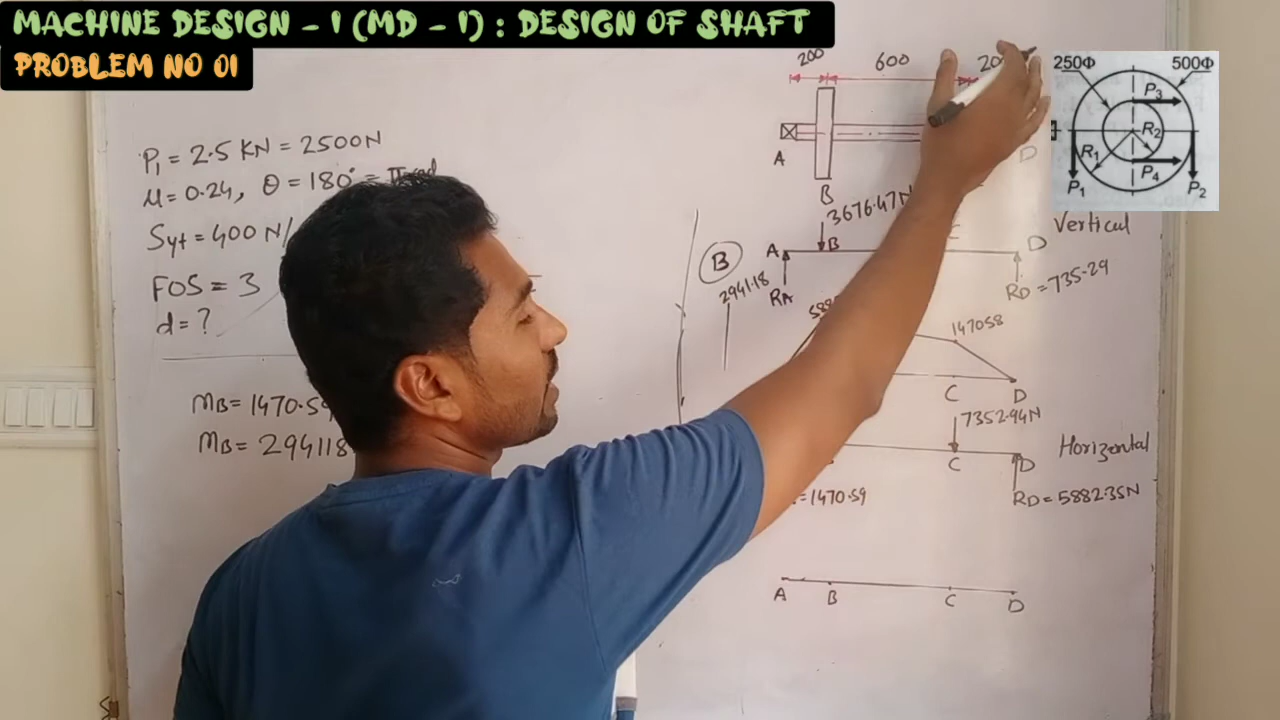 MACHINE DESIGN - I (MD - I) : DESIGN OF SHAFT
PROBLEM NO 01
P1 = 2.5 KN = 2500N
μ = 0.24, θ = 180° = π rad
Syt = 400 N/
FOS = 3
d = ?
MB = 1470.59
MB = 294118
200
600
A
B
D
3676.47N
Vertical
B
A
B
C
D
2941.18
RA
RD = 735.29
147058
C
D
7352.94N
Horizontal
C
D
=1470.59
RD = 5882.35N
A
B
C
D
250Φ
500Φ
P3
R2
R1
P4
P1
P2